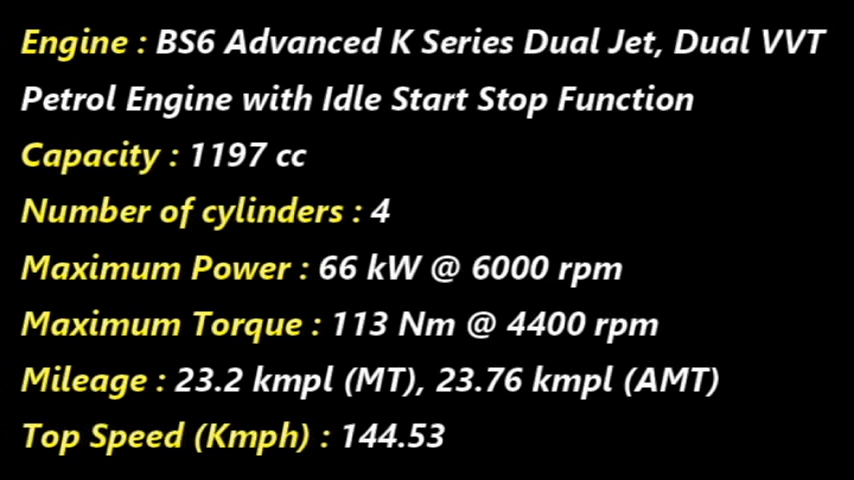 Engine : BS6 Advanced K Series Dual Jet, Dual VVT
Petrol Engine with Idle Start Stop Function
Capacity : 1197 cc
Number of cylinders : 4
Maximum Power : 66 kW @ 6000 rpm
Maximum Torque : 113 Nm @ 4400 rpm
Mileage : 23.2 kmpl (MT), 23.76 kmpl (AMT)
Top Speed (Kmph) : 144.53